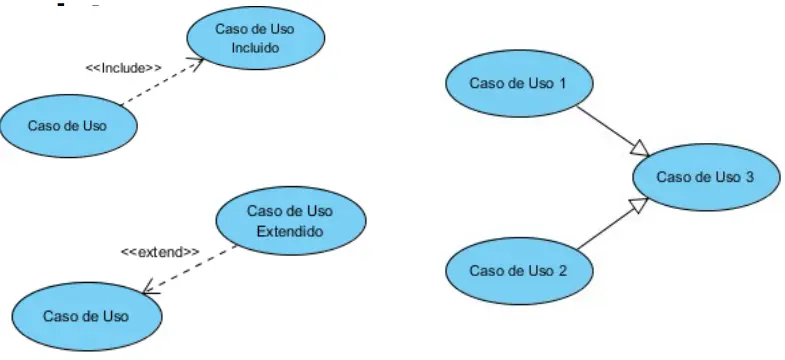 Caso de Uso
Incluido
<<Include>>
Caso de Uso
Caso de Uso
Extendido
<<extend>>
Caso de Uso
Caso de Uso 1
Caso de Uso 3
Caso de Uso 2